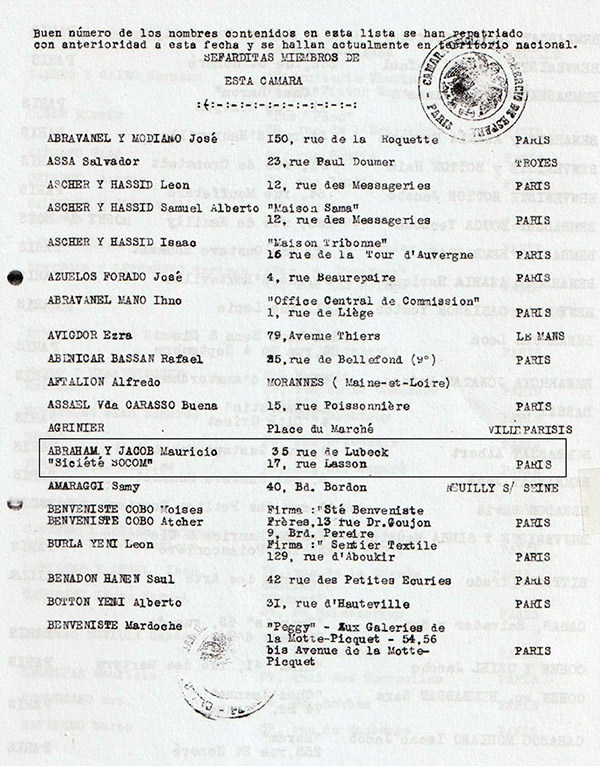 Buen número de los nombres contenidos en esta lista se han repatriado
con anterioridad a esta fecha y se hallan actualmente en territorio nacional.
SEFARDITAS MIEMBROS DE
ESTA CAMARA
:(-:-:-:-:-:-:-:-:-:
ABRAVANEL Y MODIANO José I50, rue de la Roquette PARIS
ASSA Salvador 23,rue Paul Doumer TROYES
ASCHER Y HASSID Leon 12, rue des Messageries PARIS
ASCHER Y HASSID Samuel Alberto "Maison Sama"
12, rue des Messageries PARIS
ASCHER Y HASSID Isaac "Maison Tribonne"
16 rue de la Tour d'Auvergne PARIS
AZUELOS FORADO José 4, rue Beaurepaire PARIS
ABRAVANEL MANO Ihno "Office Central de Commission"
1, rue de Liège PARIS
AVIGDOR Ezra 79,Avenue Thiers LE MANS
ABENICAR BASSAN Rafael 35, rue de Bellefond (9º) PARIS
AFTALION Alfredo MORANNES ( Maine-et-Loire)
ASSAEL Vda CARASSO Buena 15, rue Poissonnière PARIS
AGRINIER Place du Marché VILLEPARISIS
ABRAHAM Y JACOB Mauricio 35 rue de Lubeck
"Siciété SOCOM" 17, rue Lasson PARIS
AMARAGGI Samy 40, Bd. Bordon NEUILLY S/ SEINE
BENVENISTE COBO Moises Firma :"Sté Benveniste
BENVENISTE COBO Atcher Frères,13 rue Dr.Goujon PARIS
9, Brd. Pereire
BURLA YENI Leon Firma :" Sentier Textile
129, rue d'Aboukir PARIS
BENADON HANEN Saul 42 rue des Petites Ecuries PARIS
BOTTON YENI Alberto 3I, rue d'Hauteville PARIS
BENVENISTE Mardoche "Peggy" - Aux Galeries de
la Motte-Picquet - 54,56
bis Avenue de la Motte-
Picquet PARIS